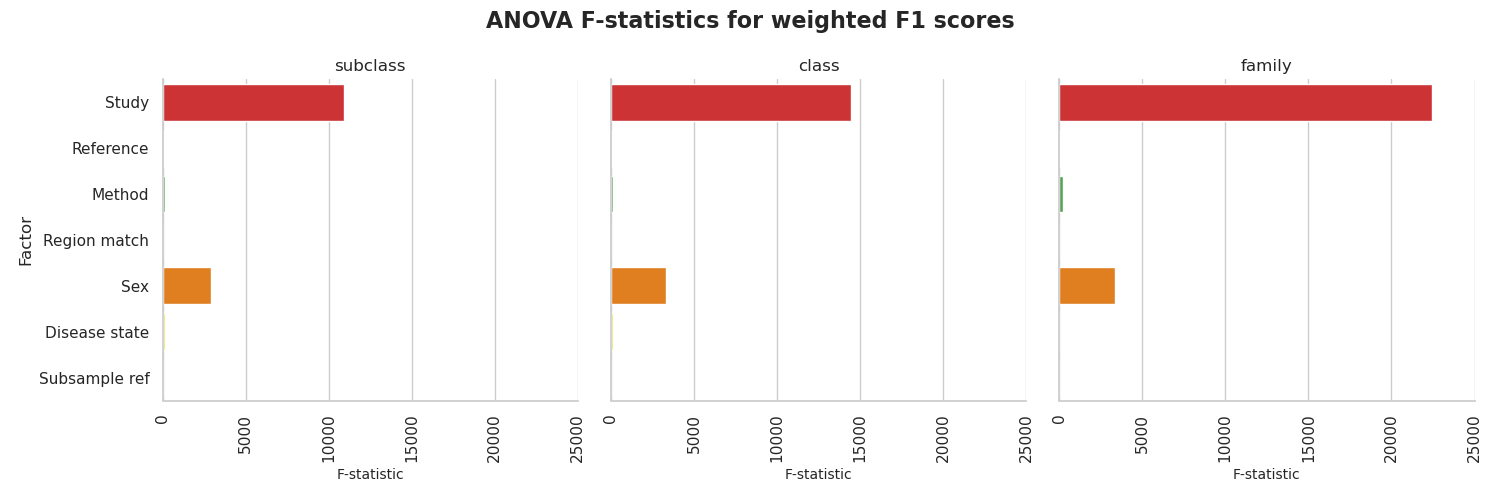 ANOVA F-statistics for weighted F1 scores
subclass
class
family
Factor
Study
Reference
Method
Region match
Sex
Disease state
Subsample ref
0 5000 10000 15000 20000 25000
0 5000 10000 15000 20000 25000
0 5000 10000 15000 20000 25000
F-statistic
F-statistic
F-statistic